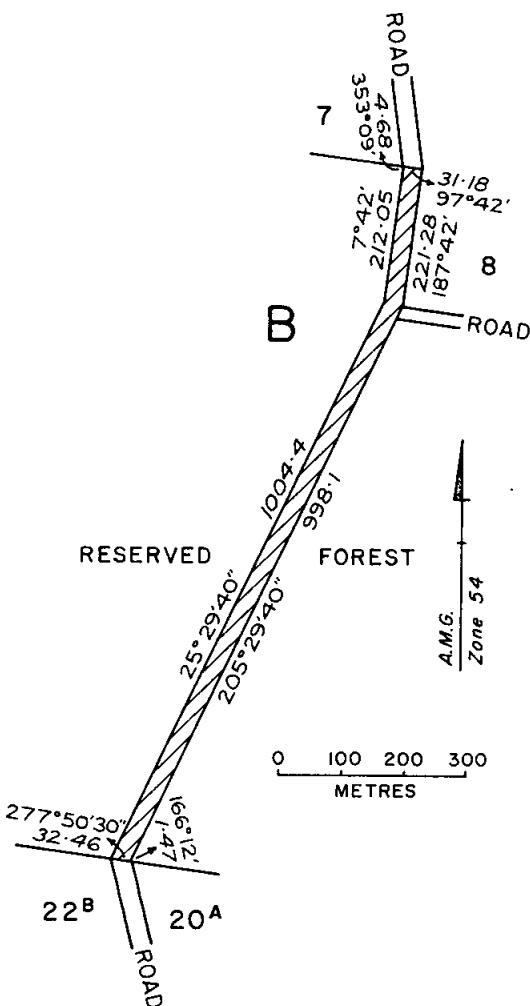 ROAD
7
4·68
353°09'
31·18
97°42'
7°42'
212·05
221·28
187°42'
8
B
ROAD
1004·4
998·1
RESERVED FOREST
25°29'40"
205°29'40"
A.M.G.
Zone 54
0 100 200 300
METRES
277°50'30"
32·46
166°12'
1·47
22ᴮ 20ᴬ
ROAD